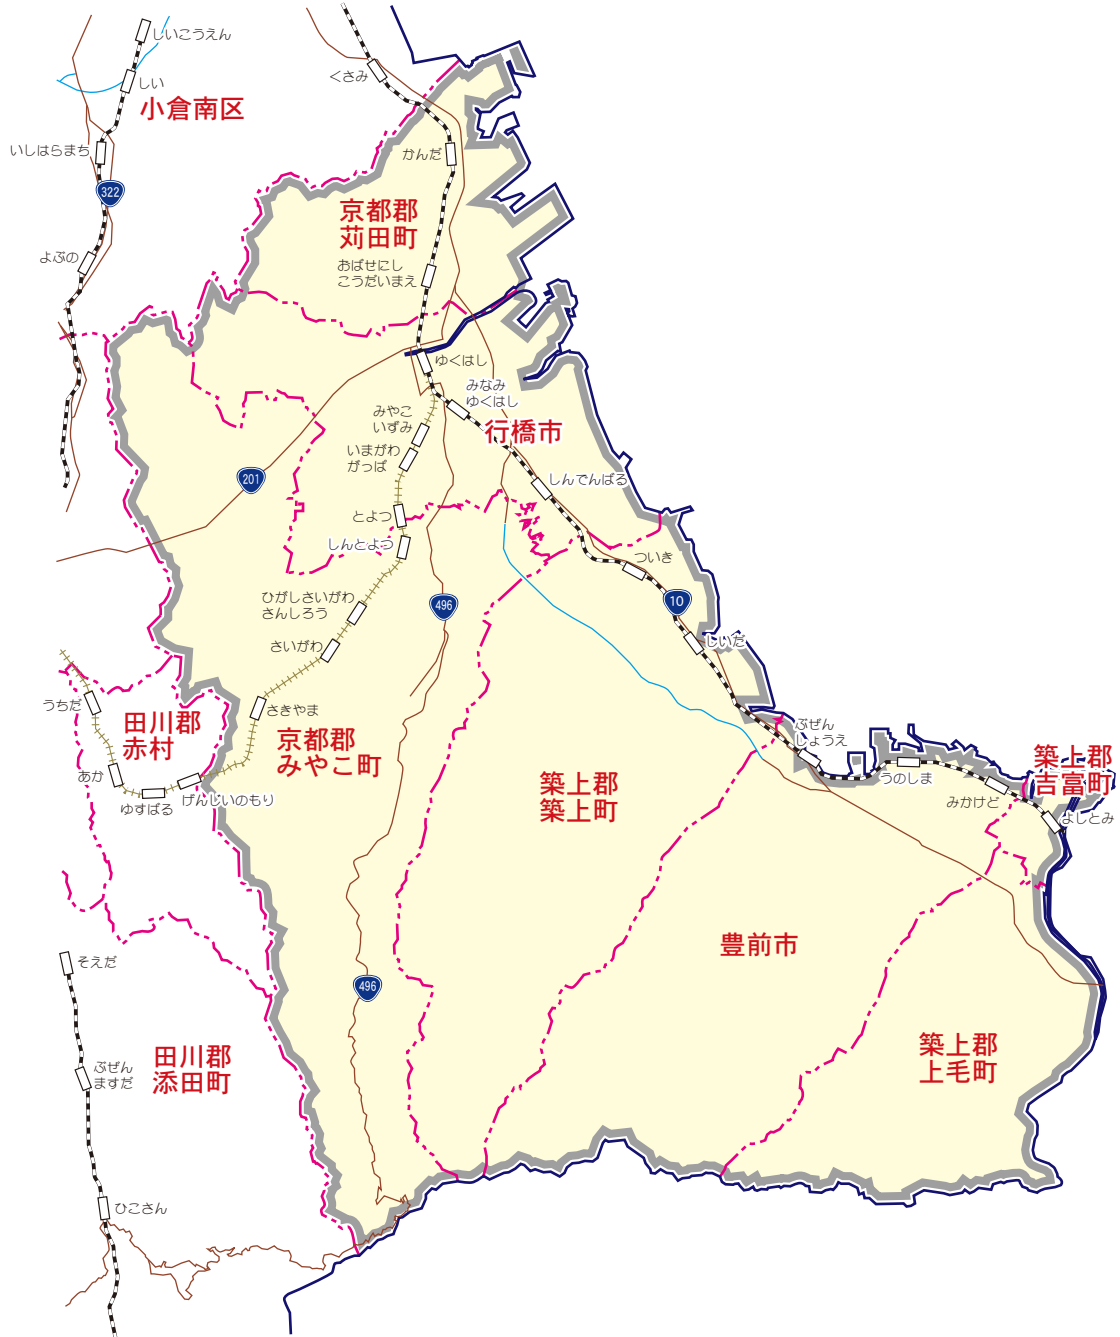 しいこうえん
しい
小倉南区
くさみ
いしはらまち
322
かんだ
京都郡
苅田町
よぶの
おばせにし
こうだいまえ
ゆくはし
みなみ
ゆくはし
みやこ
いずみ
行橋市
いまがわ
がっぱ
201
しんでんばる
とよつ
しんとよつ
ついき
ひがしさいがわ
さんしろう
496
10
さいがわ
しいだ
うちだ
さきやま
田川郡
赤村
京都郡
みやこ町
ぶぜん
しょうえ
築上郡
吉富町
あか
ゆすばる
げんじいのもり
うのしま
みかけど
よしとみ
築上郡
築上町
豊前市
そえだ
496
田川郡
添田町
ぶぜん
ますだ
築上郡
上毛町
ひこさん